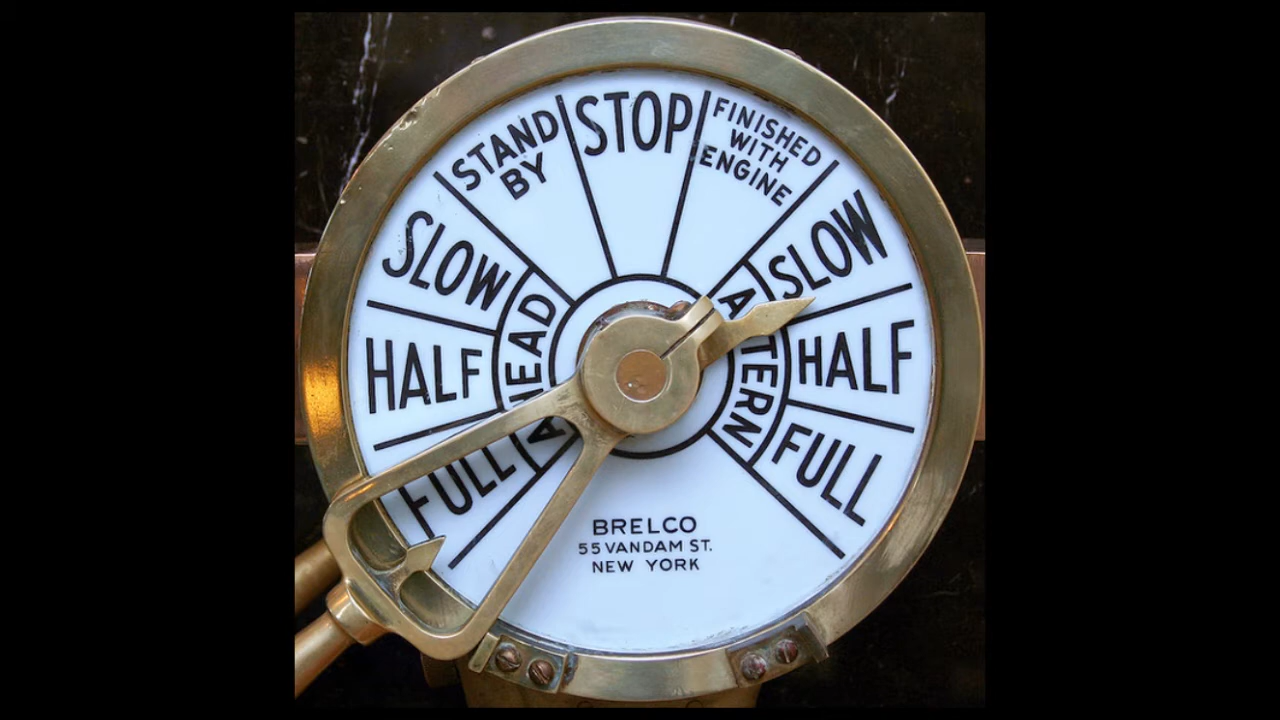 STOP
STAND
BY
FINISHED
WITH
ENGINE
SLOW
SLOW
AHEAD
ASTERN
HALF
HALF
FULL
FULL
BRELCO
55 VANDAM ST.
NEW YORK